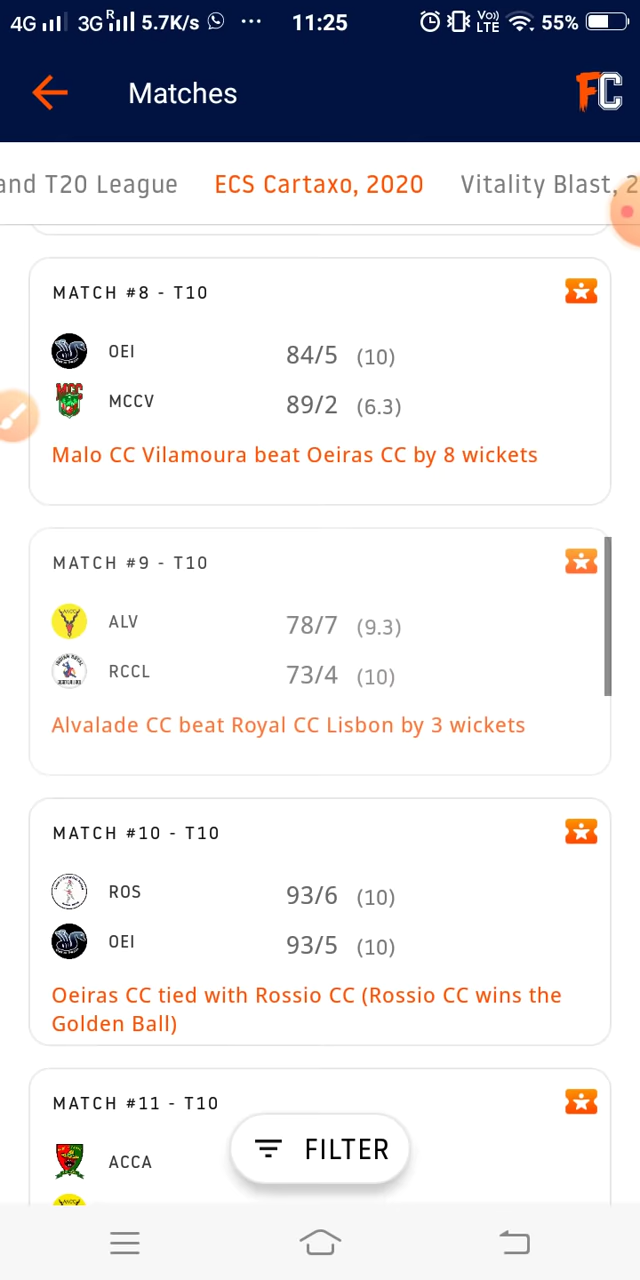 4G 3G R 5.7K/s ... 11:25 Vo) LTE 55%
Matches FC
and T20 League ECS Cartaxo, 2020 Vitality Blast, 2
MATCH #8 - T10
OEI 84/5 (10)
MCC
MCCV 89/2 (6.3)
Malo CC Vilamoura beat Oeiras CC by 8 wickets
MATCH #9 - T10
ALV 78/7 (9.3)
RCCL 73/4 (10)
Alvalade CC beat Royal CC Lisbon by 3 wickets
MATCH #10 - T10
ROS 93/6 (10)
OEI 93/5 (10)
Oeiras CC tied with Rossio CC (Rossio CC wins the
Golden Ball)
MATCH #11 - T10
FILTER
ACCA